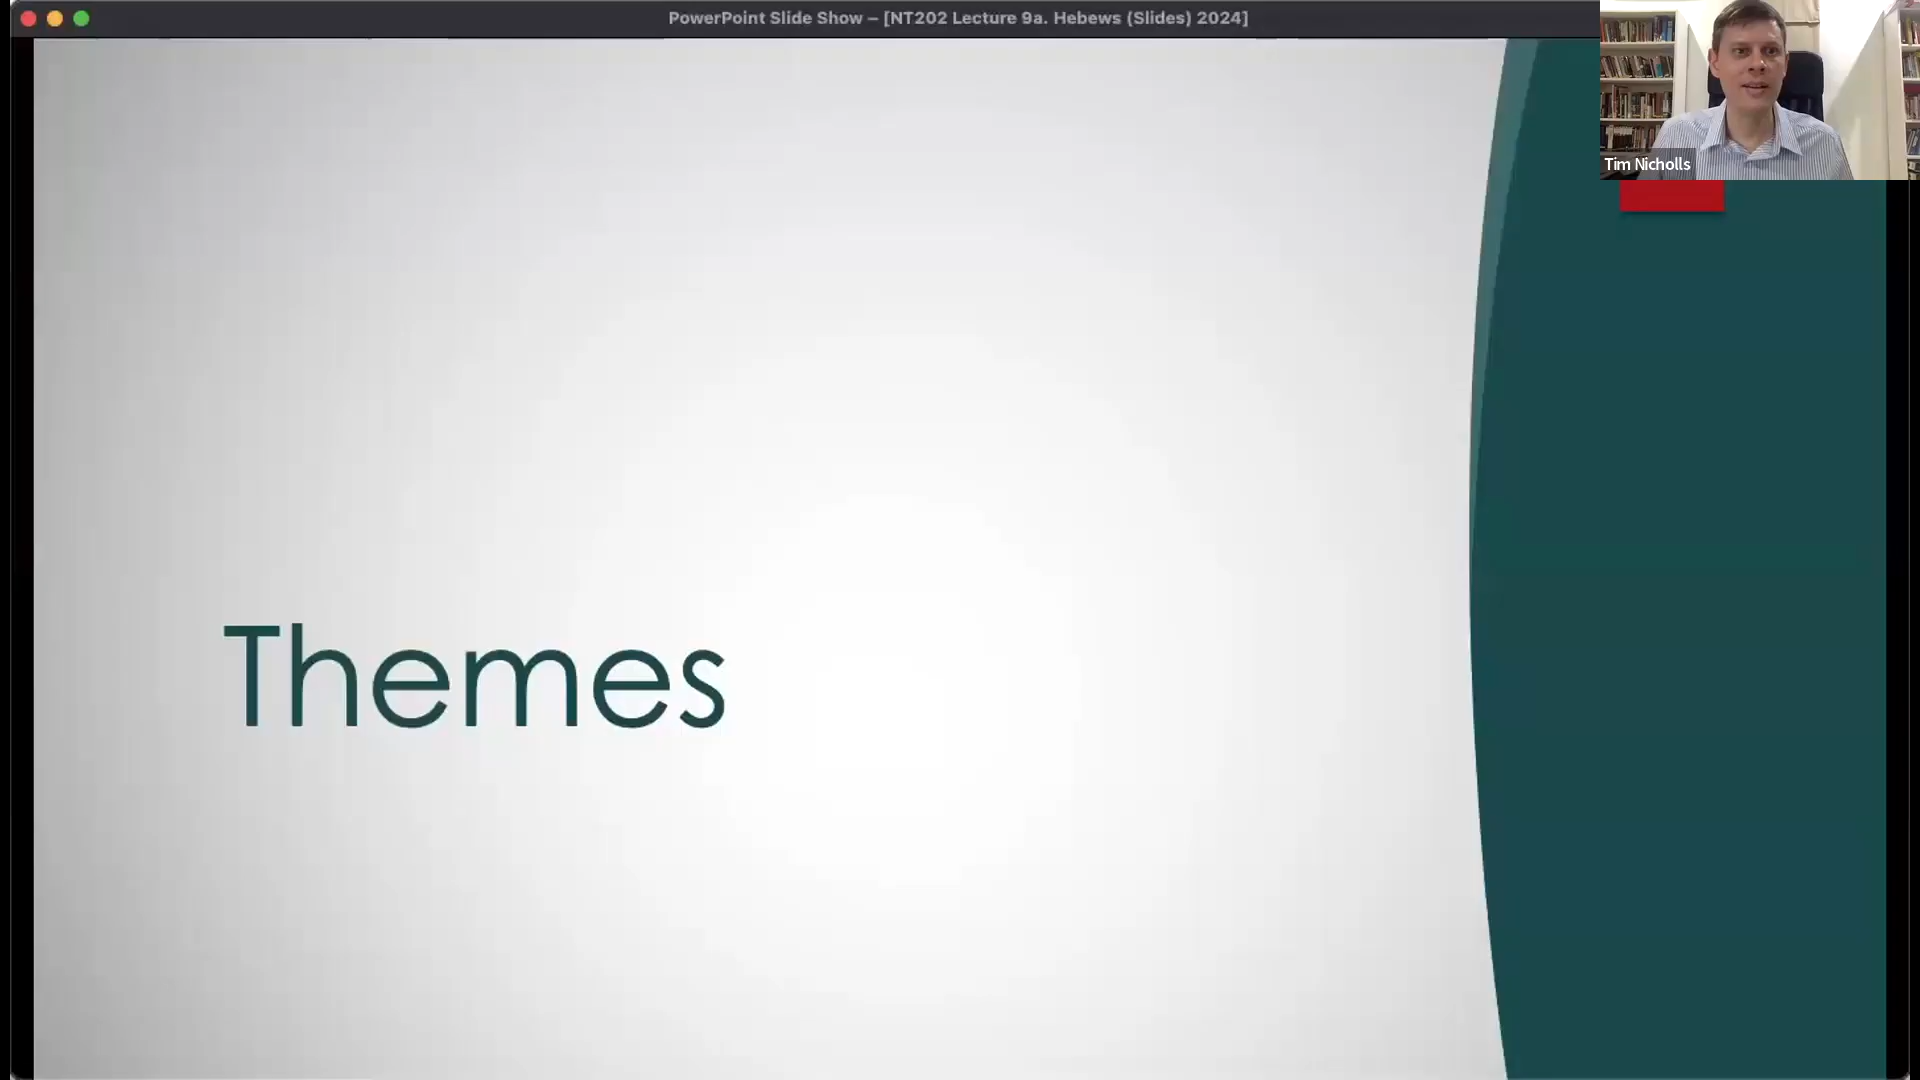 PowerPoint Slide Show – [NT202 Lecture 9a. Hebews (Slides) 2024]
Tim Nicholls
Themes